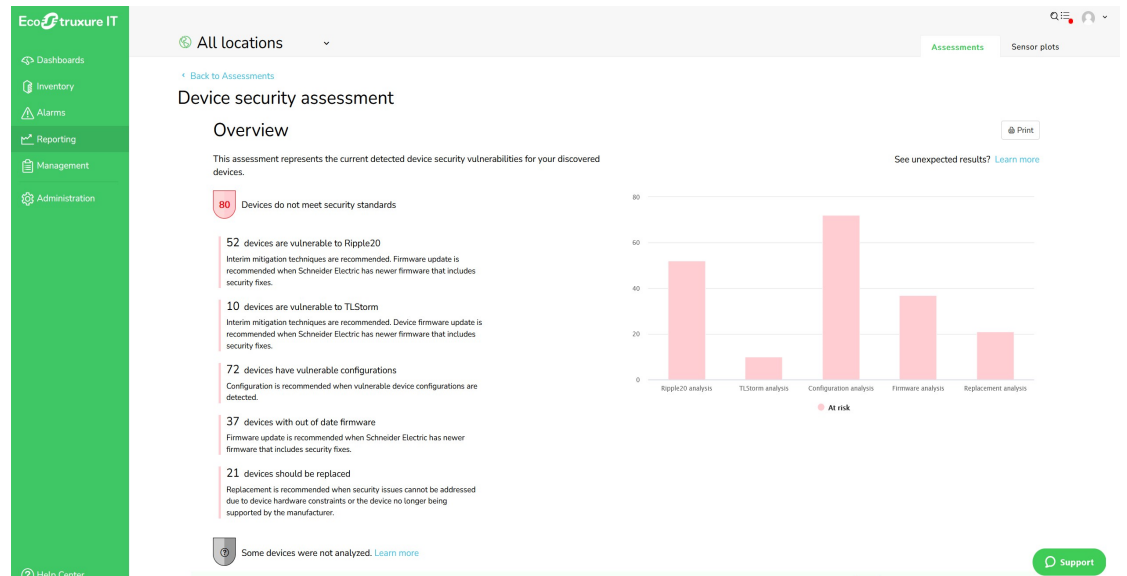 EcoStruxure IT
All locations
Assessments
Sensor plots
Dashboards
Inventory
Alarms
Reporting
Management
Administration
Help Center
Back to Assessments
Device security assessment
Overview
Print
This assessment represents the current detected device security vulnerabilities for your discovered
devices.
See unexpected results? Learn more
80 Devices do not meet security standards
52 devices are vulnerable to Ripple20
Interim mitigation techniques are recommended. Firmware update is
recommended when Schneider Electric has newer firmware that includes
security fixes.
10 devices are vulnerable to TLStorm
Interim mitigation techniques are recommended. Device firmware update is
recommended when Schneider Electric has newer firmware that includes
security fixes.
72 devices have vulnerable configurations
Configuration is recommended when vulnerable device configurations are
detected.
37 devices with out of date firmware
Firmware update is recommended when Schneider Electric has newer
firmware that includes security fixes.
21 devices should be replaced
Replacement is recommended when security issues cannot be addressed
due to device hardware constraints or the device no longer being
supported by the manufacturer.
Some devices were not analyzed. Learn more
80
60
40
20
0
Ripple20 analysis
TLStorm analysis
Configuration analysis
Firmware analysis
Replacement analysis
At risk
Support